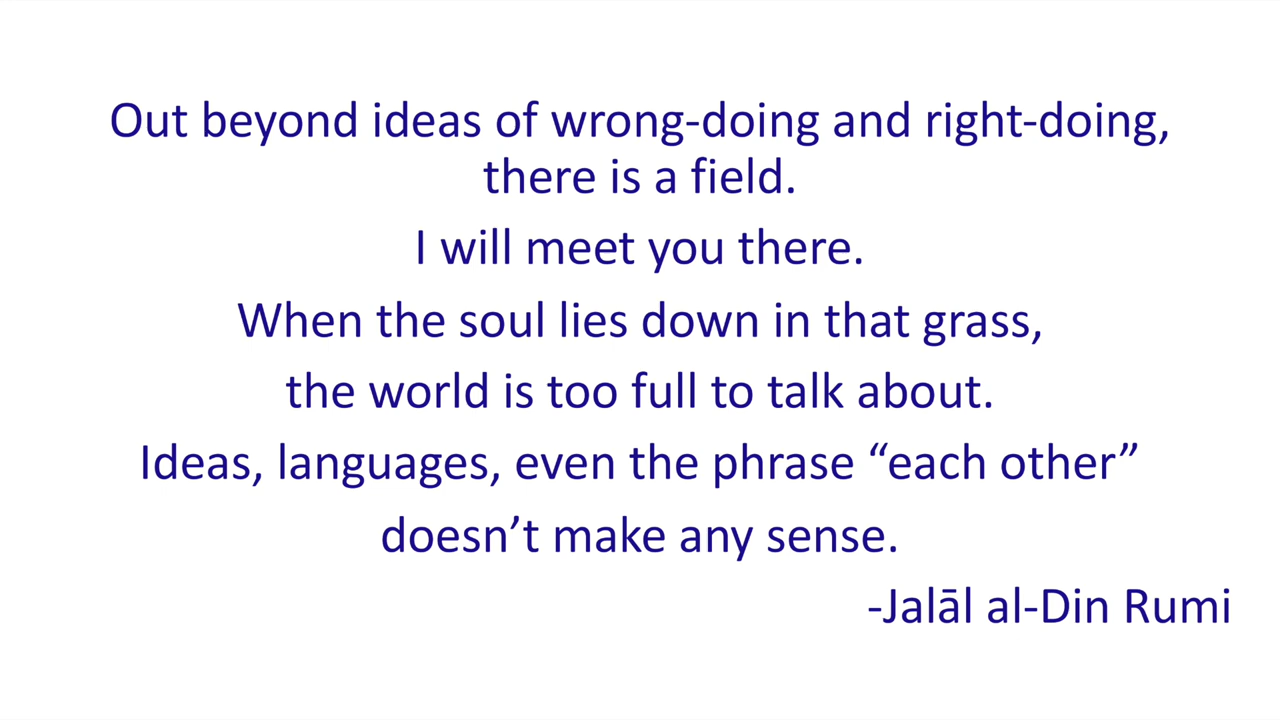 Out beyond ideas of wrong-doing and right-doing,
there is a field.
I will meet you there.
When the soul lies down in that grass,
the world is too full to talk about.
Ideas, languages, even the phrase “each other”
doesn’t make any sense.
-Jalāl al-Din Rumi